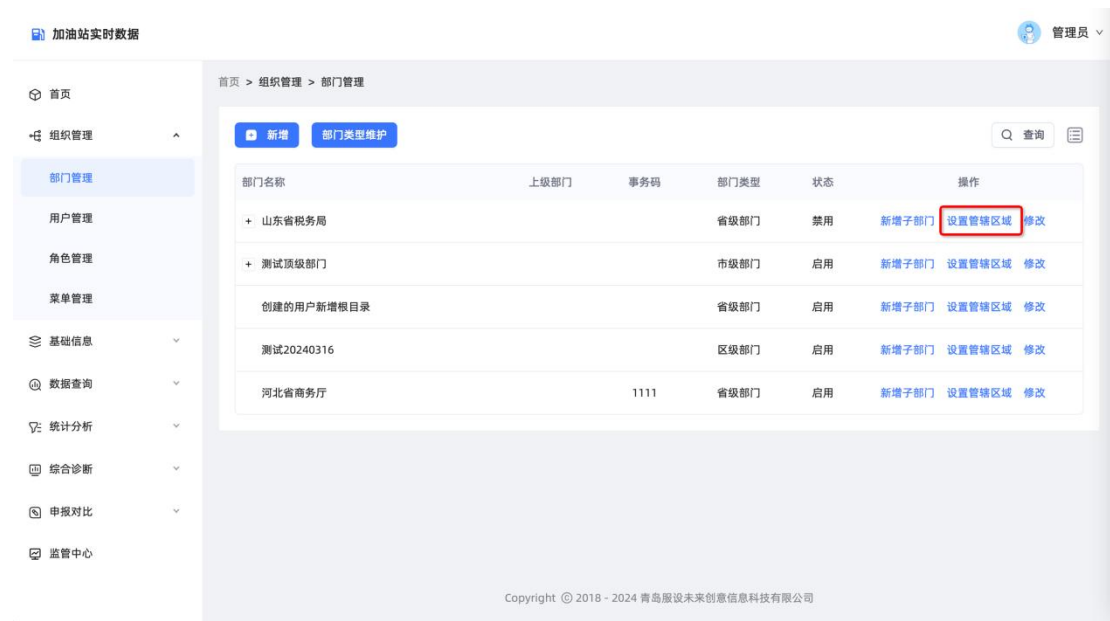 加油站实时数据
管理员
首页
组织管理
部门管理
用户管理
角色管理
菜单管理
基础信息
数据查询
统计分析
综合诊断
申报对比
监管中心
首页 > 组织管理 > 部门管理
新增 部门类型维护 查询
部门名称 上级部门 事务码 部门类型 状态 操作
+ 山东省税务局 省级部门 禁用 新增子部门 设置管辖区域 修改
+ 测试顶级部门 市级部门 启用 新增子部门 设置管辖区域 修改
创建的用户新增根目录 省级部门 启用 新增子部门 设置管辖区域 修改
测试20240316 区级部门 启用 新增子部门 设置管辖区域 修改
河北省商务厅 1111 省级部门 启用 新增子部门 设置管辖区域 修改
Copyright © 2018 - 2024 青岛服设未来创意信息科技有限公司